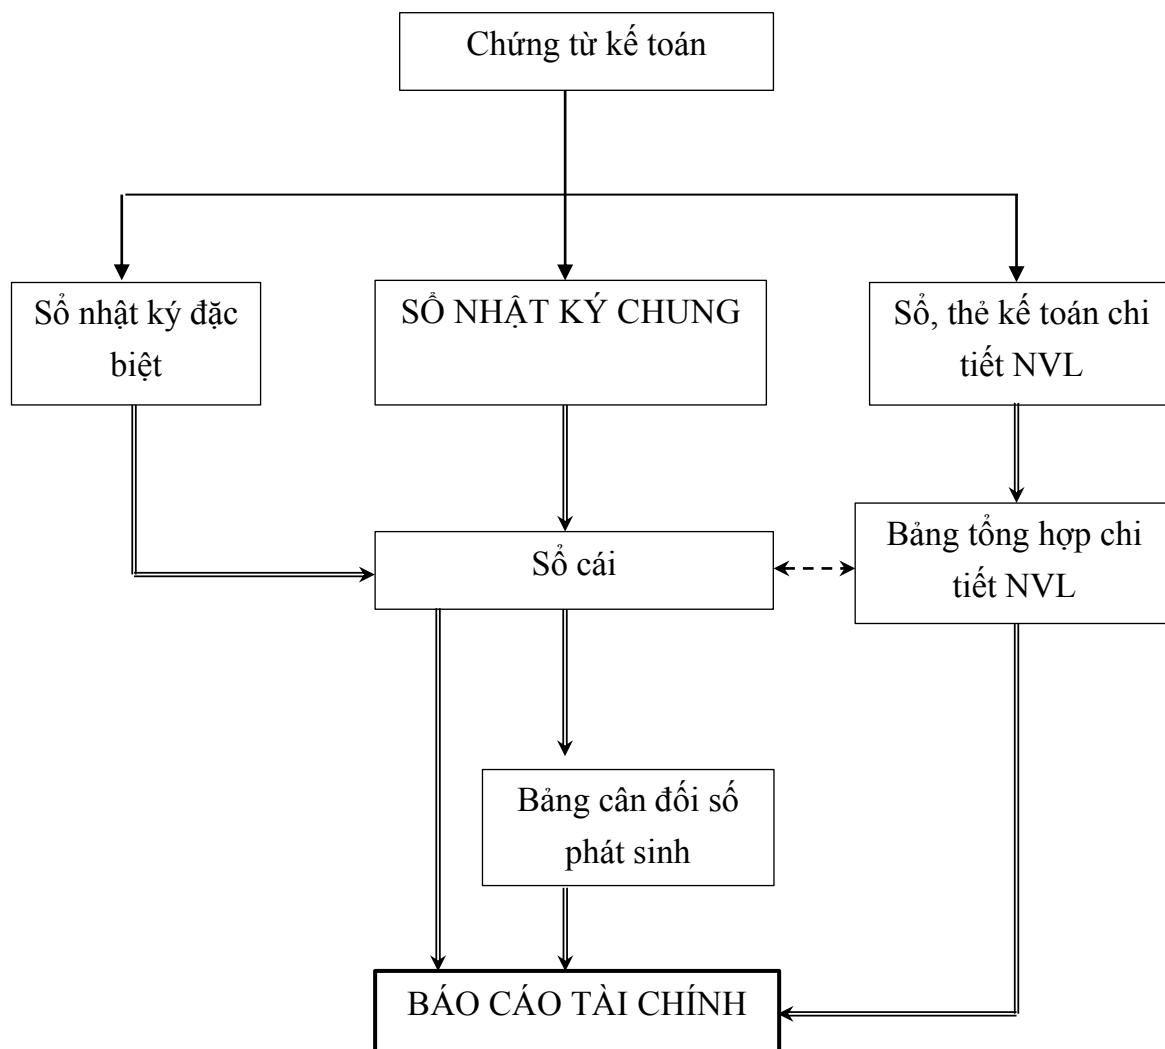 Chứng từ kế toán
Sổ nhật ký đặc
biệt
SỔ NHẬT KÝ CHUNG
Sổ, thẻ kế toán chi
tiết NVL
Sổ cái
Bảng tổng hợp chi
tiết NVL
Bảng cân đối số
phát sinh
BÁO CÁO TÀI CHÍNH